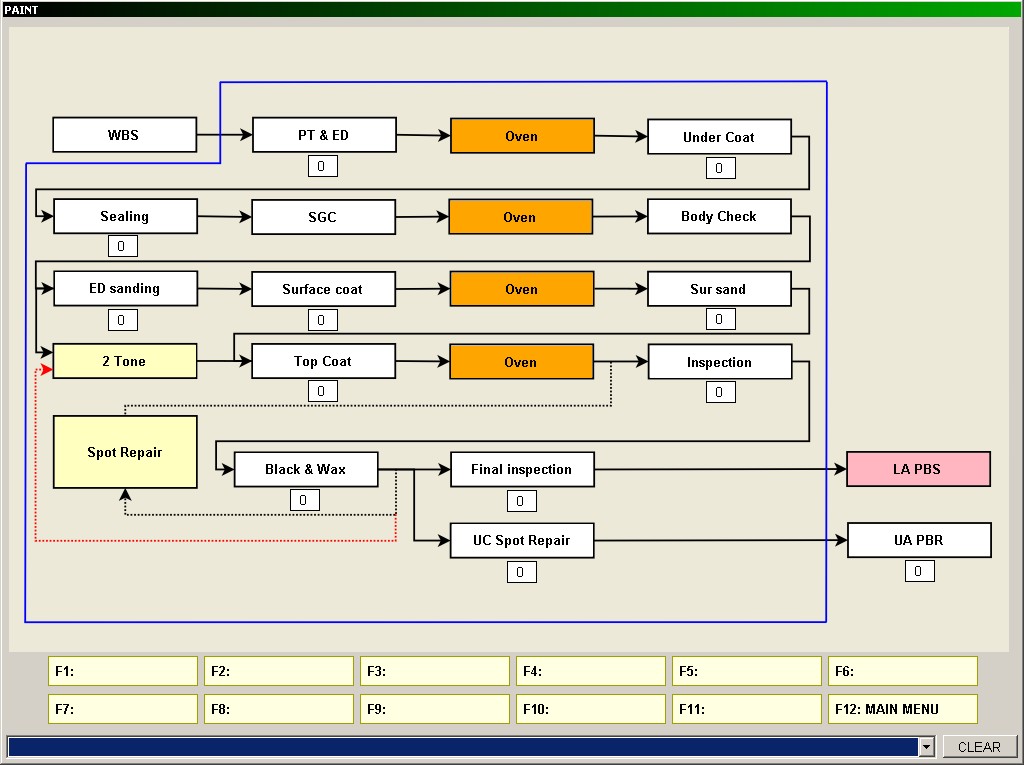 PAINT
WBS
PT & ED
Oven
Under Coat
0
0
Sealing
SGC
Oven
Body Check
0
ED sanding
Surface coat
Oven
Sur sand
0
0
0
2 Tone
Top Coat
Oven
Inspection
0
0
Spot Repair
Black & Wax
Final inspection
LA PBS
0
0
UC Spot Repair
UA PBR
0
0
F1:
F2:
F3:
F4:
F5:
F6:
F7:
F8:
F9:
F10:
F11:
F12: MAIN MENU
CLEAR